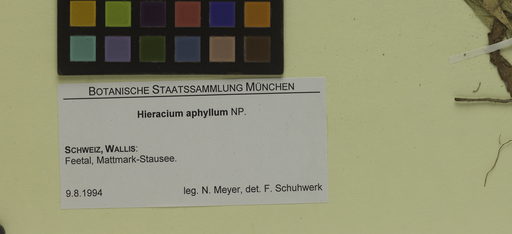 BOTANISCHE STAATSSAMMLUNG MÜNCHEN
Hieracium aphyllum NP.
SCHWEIZ, WALLIS:
Feetal, Mattmark-Stausee.
9.8.1994 leg. N. Meyer, det. F. Schuhwerk